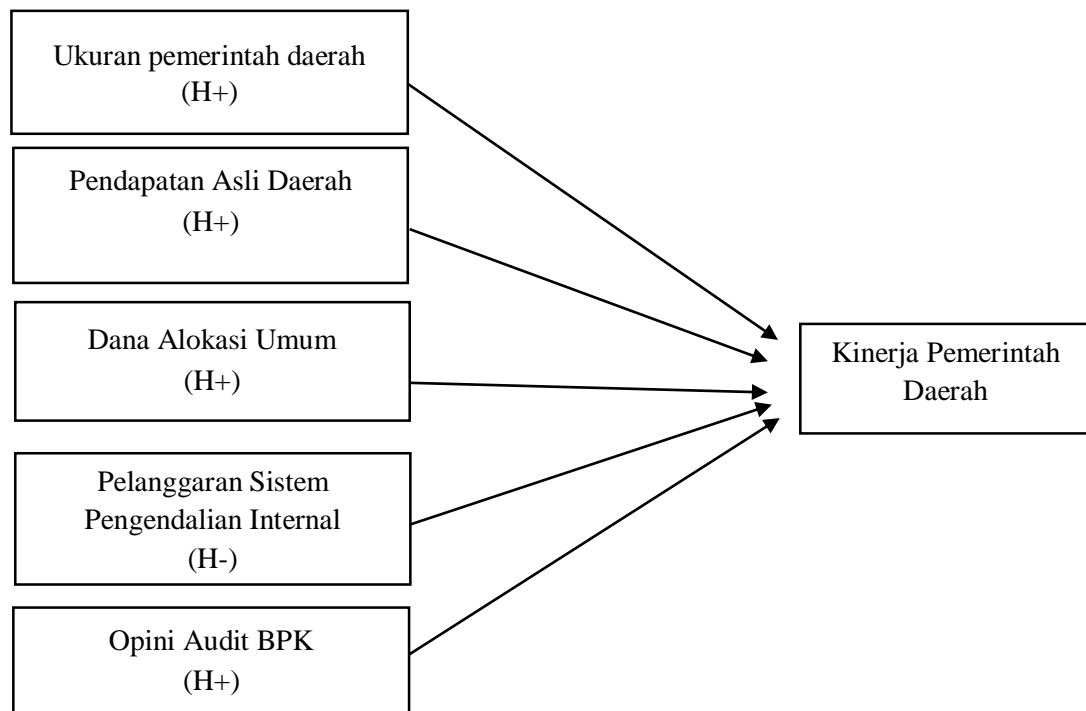 Ukuran pemerintah daerah
(H+)
Pendapatan Asli Daerah
(H+)
Dana Alokasi Umum
(H+)
Pelanggaran Sistem
Pengendalian Internal
(H-)
Opini Audit BPK
(H+)
Kinerja Pemerintah
Daerah